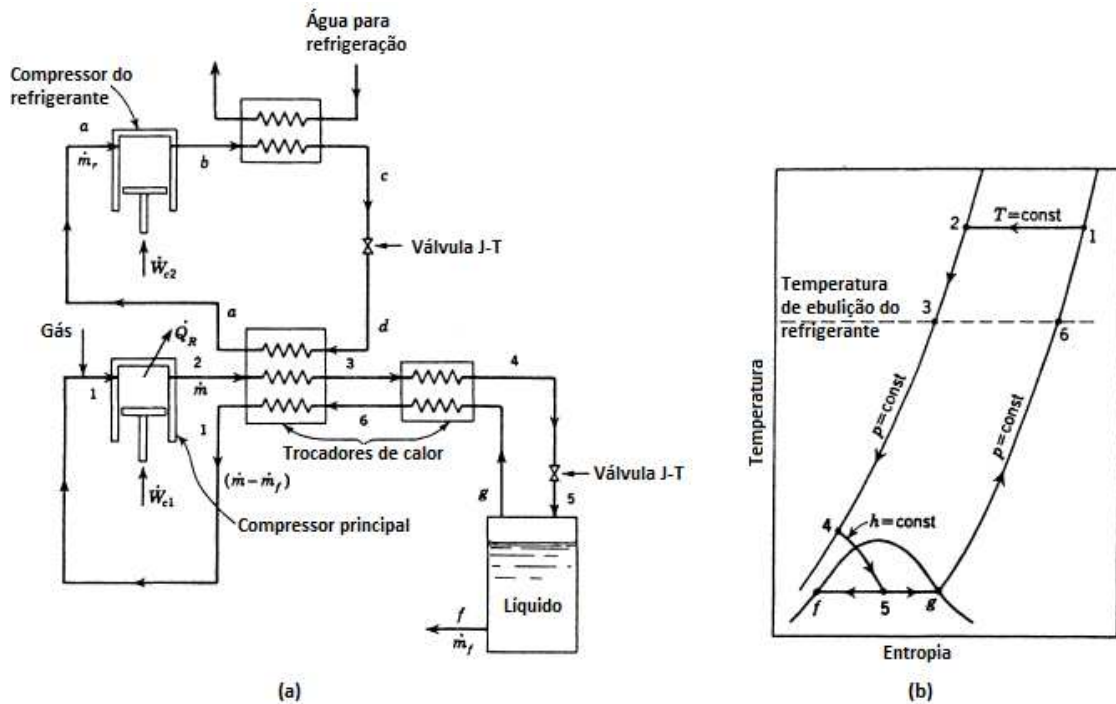 Água para
refrigeração
Compressor do
refrigerante
a
ṁr
b
c
Válvula J-T
Ẇc2
a
d
Gás
Q̇R
2
3
4
1
ṁ
1
6
Trocadores de calor
Válvula J-T
(ṁ − ṁf)
g
5
Ẇc1
Compressor principal
Líquido
f
ṁf
(a)
2
T=const
1
Temperatura
de ebulição do
refrigerante
3
6
Temperatura
p=const
p=const
4
h=const
f
5
g
Entropia
(b)